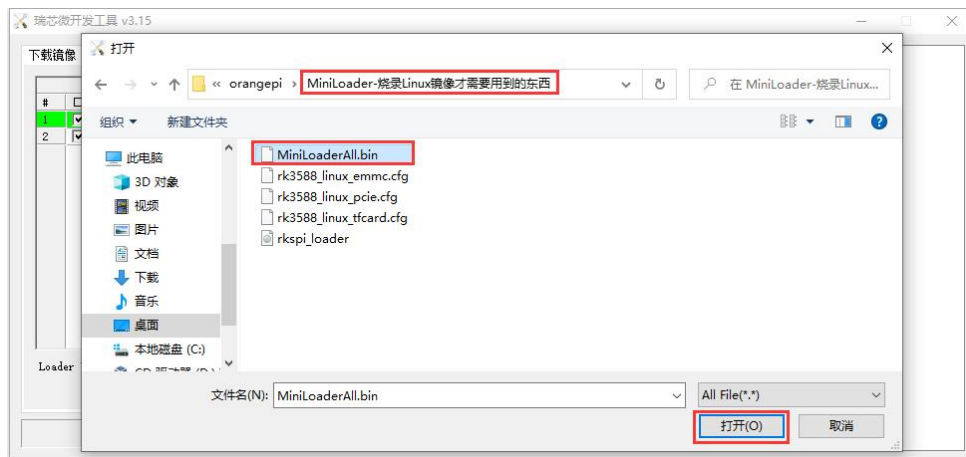 瑞芯微开发工具 v3.15
下载镜像
打开
« orangepi › MiniLoader-烧录Linux镜像才需要用到的东西
在 MiniLoader-烧录Linux...
组织 新建文件夹
#
1
2
此电脑
3D 对象
视频
图片
文档
下载
音乐
桌面
本地磁盘 (C:)
MiniLoaderAll.bin
rk3588_linux_emmc.cfg
rk3588_linux_pcie.cfg
rk3588_linux_tfcard.cfg
rkspi_loader
Loader
文件名(N): MiniLoaderAll.bin
All File(*.*)
打开(O) 取消